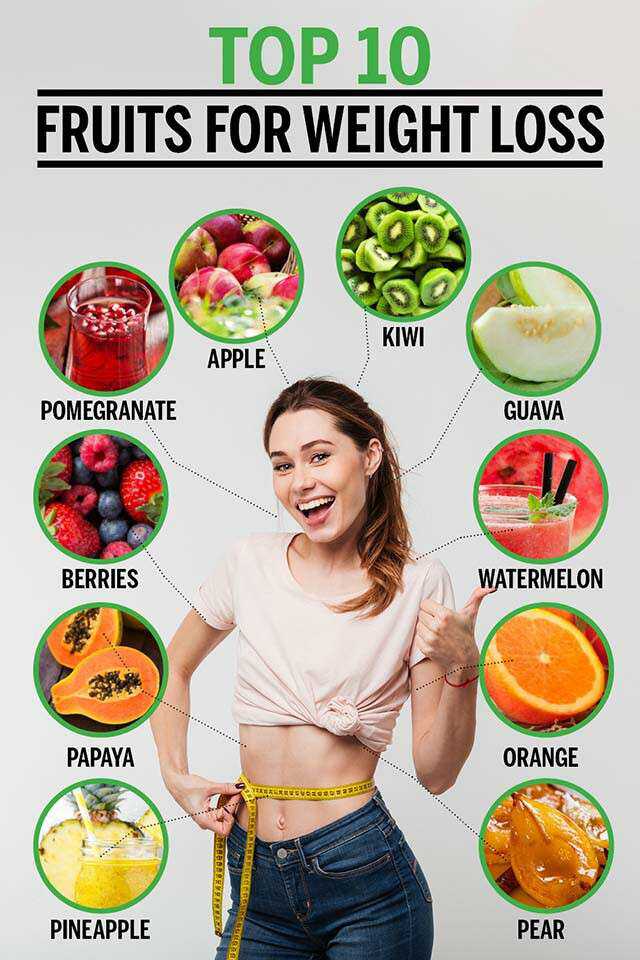 TOP 10
FRUITS FOR WEIGHT LOSS
APPLE
KIWI
POMEGRANATE
GUAVA
BERRIES
WATERMELON
PAPAYA
ORANGE
PINEAPPLE
PEAR